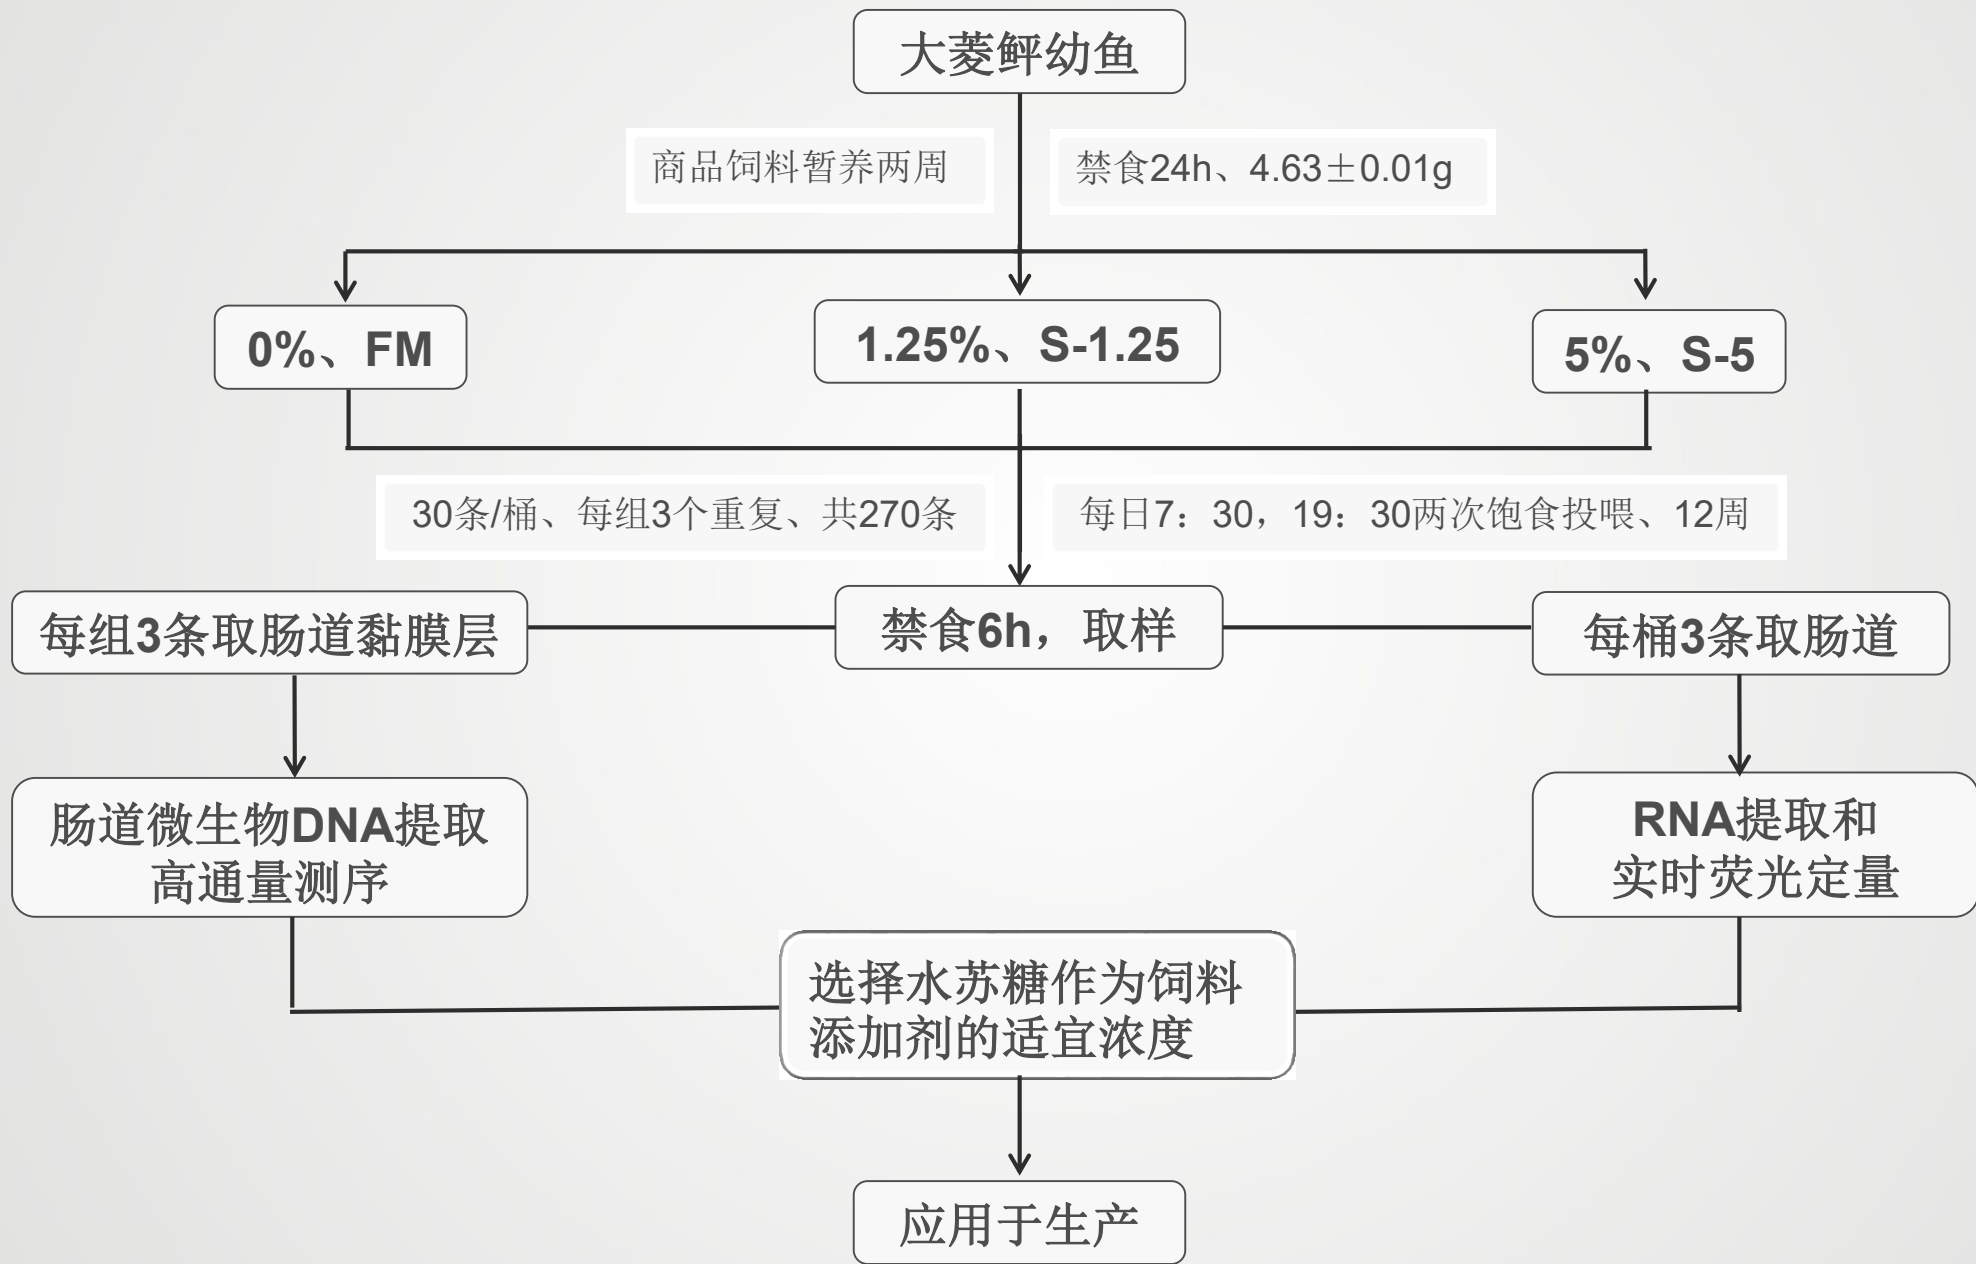 大菱鲆幼鱼
商品饲料暂养两周
禁食24h、4.63±0.01g
0%、FM
1.25%、S-1.25
5%、S-5
30条/桶、每组3个重复、共270条
每日7：30，19：30两次饱食投喂、12周
每组3条取肠道黏膜层
禁食6h，取样
每桶3条取肠道
肠道微生物DNA提取
高通量测序
RNA提取和
实时荧光定量
选择水苏糖作为饲料
添加剂的适宜浓度
应用于生产